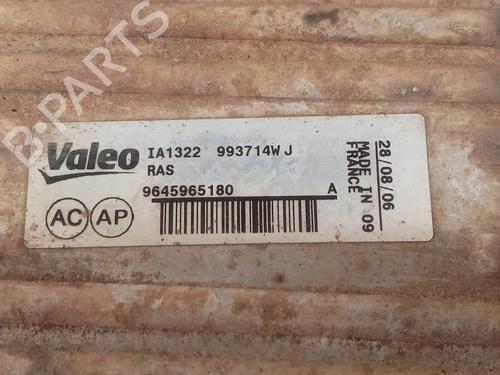 B-PARTS
Valeo
IA1322 993714W J
RAS
9645965180 A
AC AP
28/08/06
MADE IN 09
FRANCE